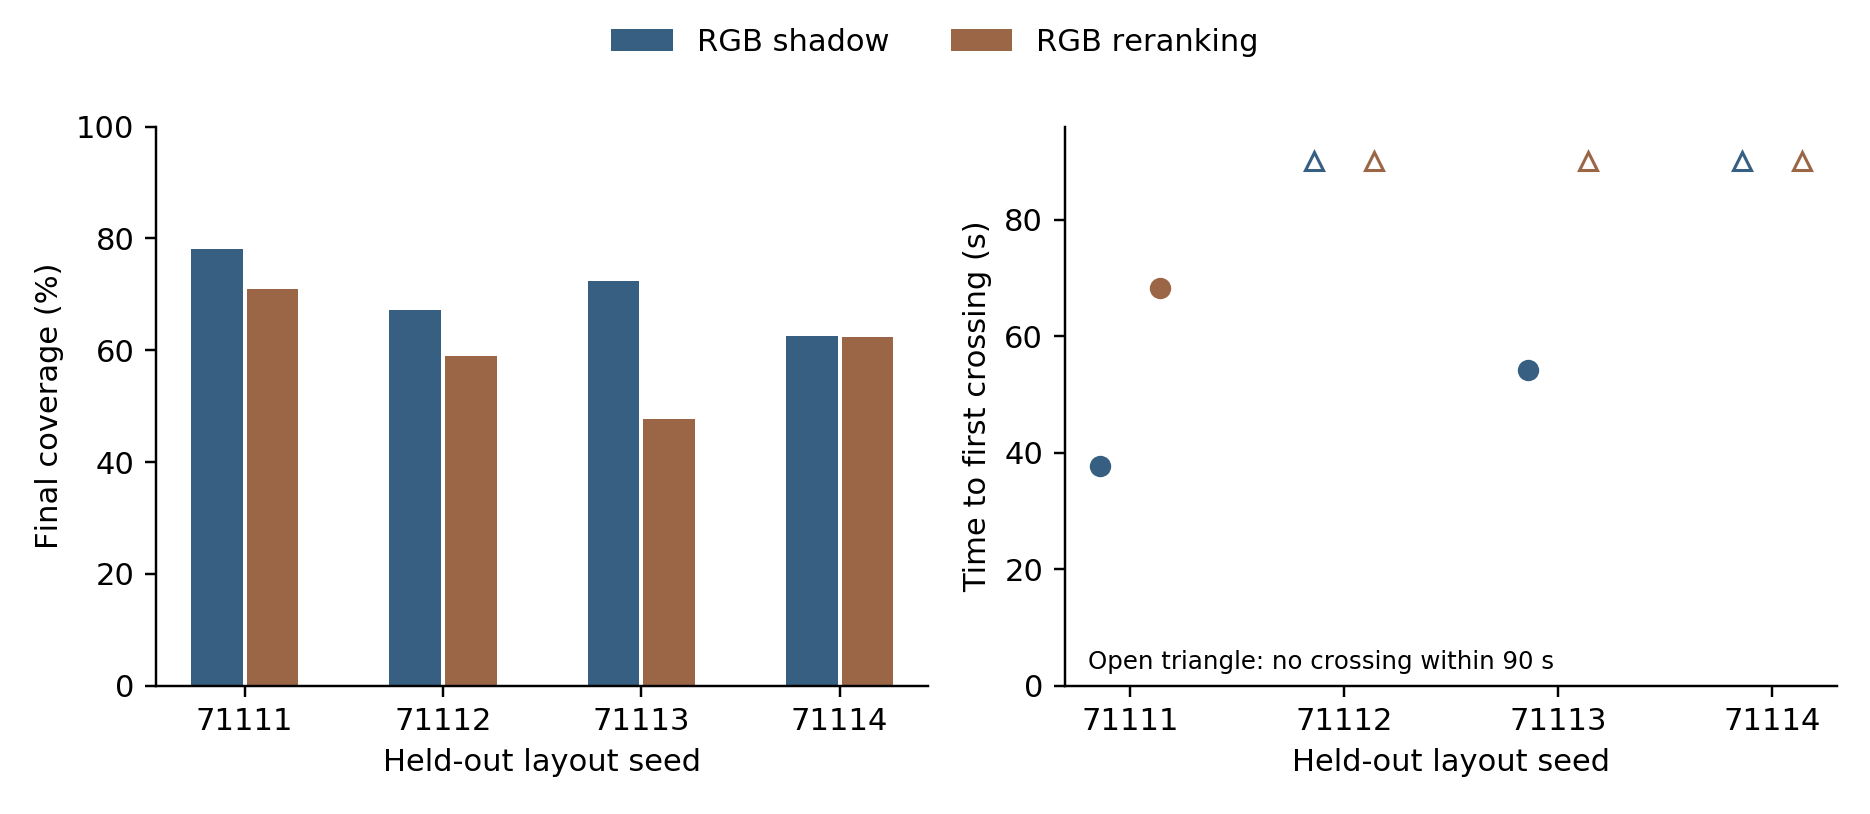 RGB shadow RGB reranking
Final coverage (%)
100
80
60
40
20
0
71111 71112 71113 71114
Held-out layout seed
Time to first crossing (s)
80
60
40
20
0
Open triangle: no crossing within 90 s
71111 71112 71113 71114
Held-out layout seed